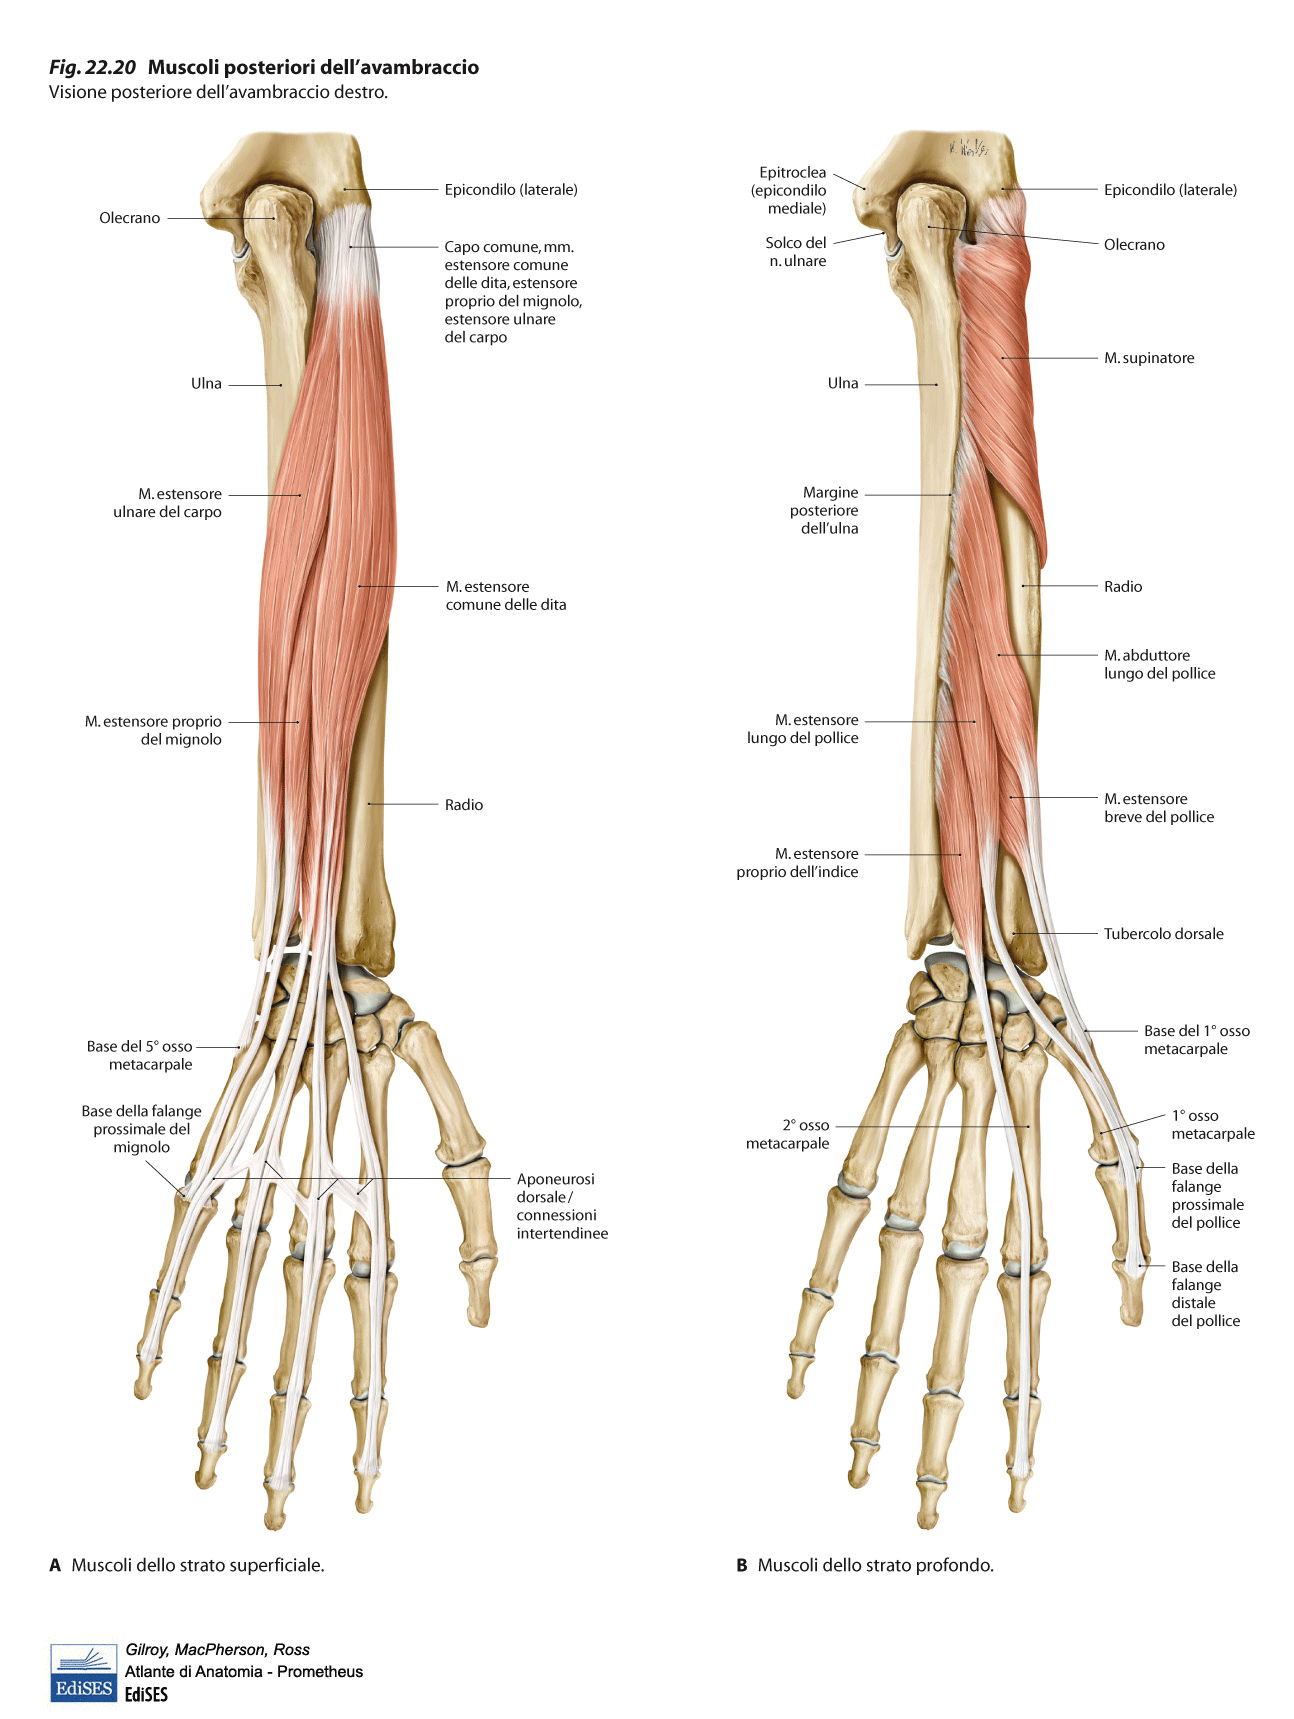 Fig. 22.20 Muscoli posteriori dell'avambraccio
Visione posteriore dell'avambraccio destro.
Olecrano
Ulna
M. estensore
ulnare del carpo
M. estensore proprio
del mignolo
Base del 5° osso
metacarpale
Base della falange
prossimale del
mignolo
Epicondilo (laterale)
Capo comune, mm.
estensore comune
delle dita, estensore
proprio del mignolo,
estensore ulnare
del carpo
M. estensore
comune delle dita
Radio
Aponeurosi
dorsale/
connessioni
intertendinee
A Muscoli dello strato superficiale.
Epitroclea
(epicondilo
mediale)
Solco del
n. ulnare
Ulna
Margine
posteriore
dell'ulna
M. estensore
lungo del pollice
M. estensore
proprio dell'indice
2° osso
metacarpale
Epicondilo (laterale)
Olecrano
M. supinatore
Radio
M. abduttore
lungo del pollice
M. estensore
breve del pollice
Tubercolo dorsale
Base del 1° osso
metacarpale
1° osso
metacarpale
Base della
falange
prossimale
del pollice
Base della
falange
distale
del pollice
B Muscoli dello strato profondo.
EdiSES
Gilroy, MacPherson, Ross
Atlante di Anatomia - Prometheus
EdiSES